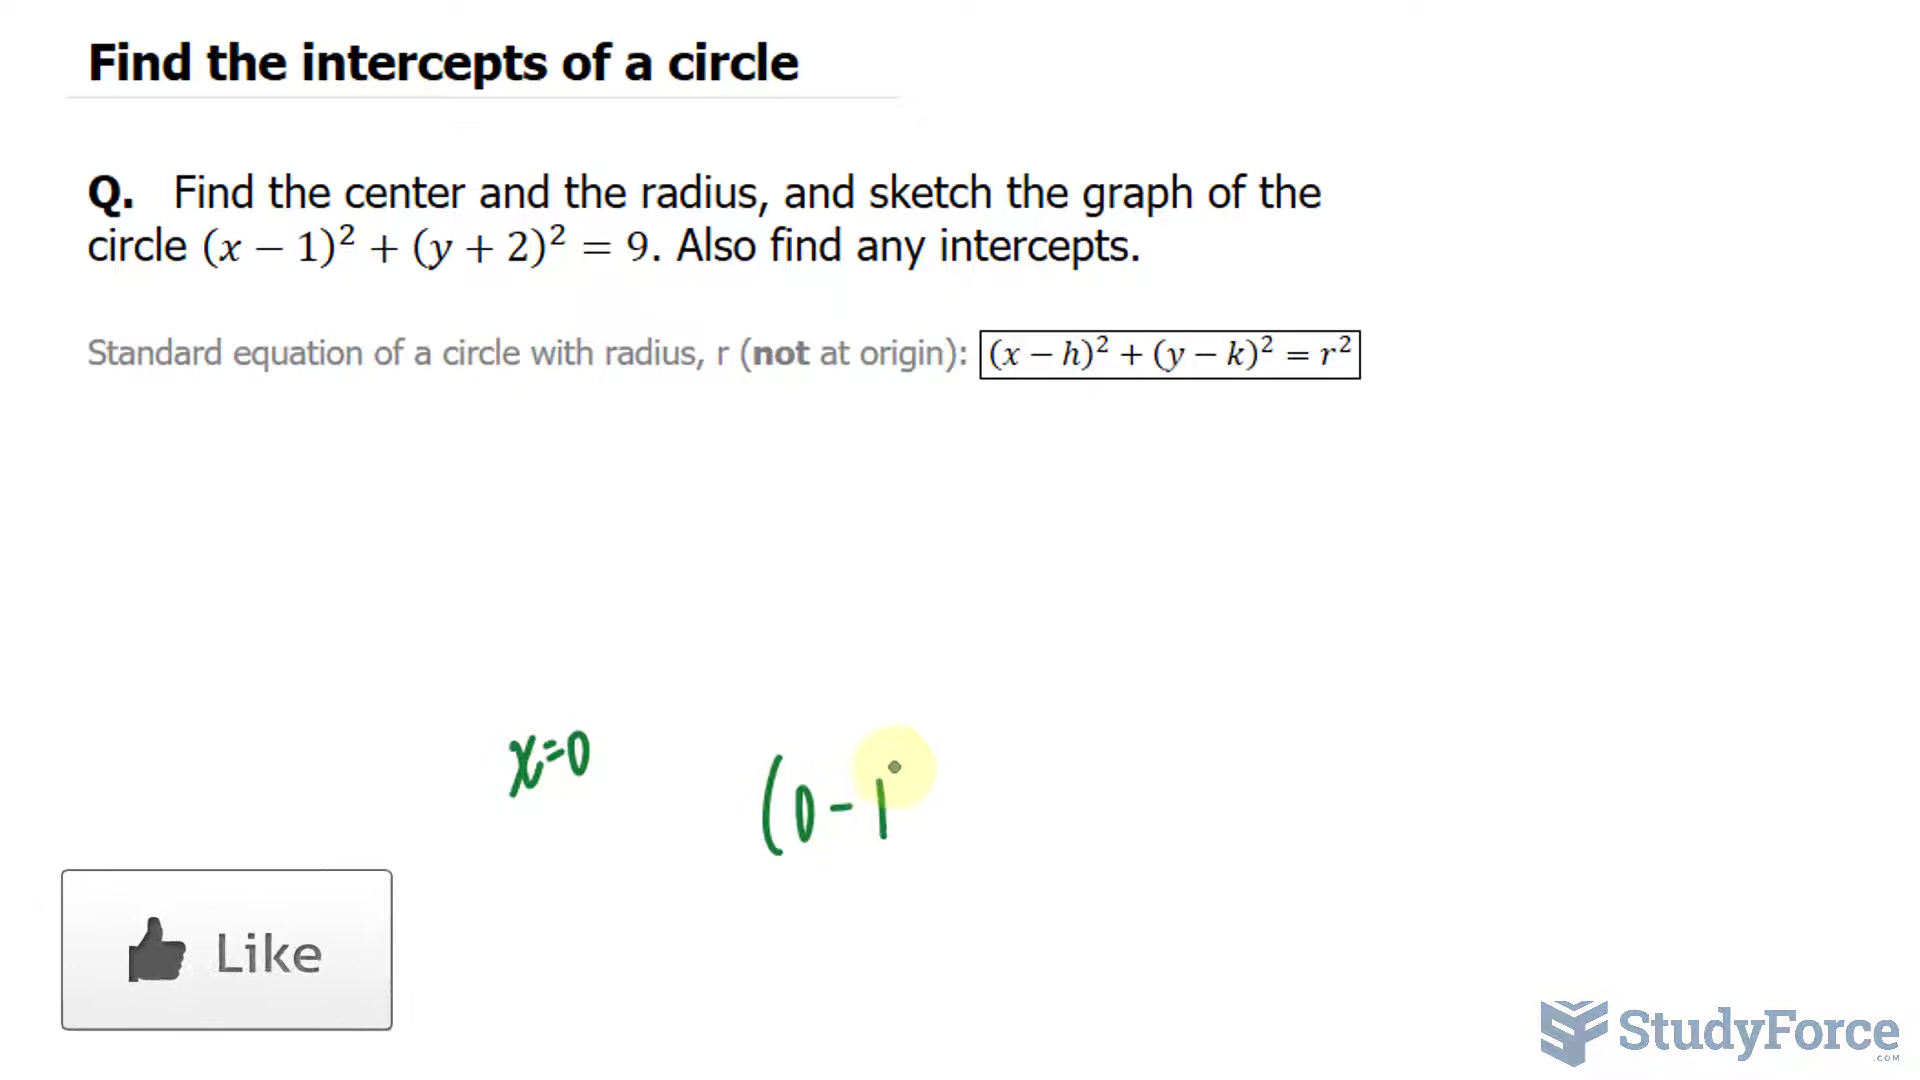 Find the intercepts of a circle
Q. Find the center and the radius, and sketch the graph of the
circle (x − 1)² + (y + 2)² = 9. Also find any intercepts.
Standard equation of a circle with radius, r (not at origin): (x − h)² + (y − k)² = r²
x=0
(0-1
Like
StudyForce
.COM